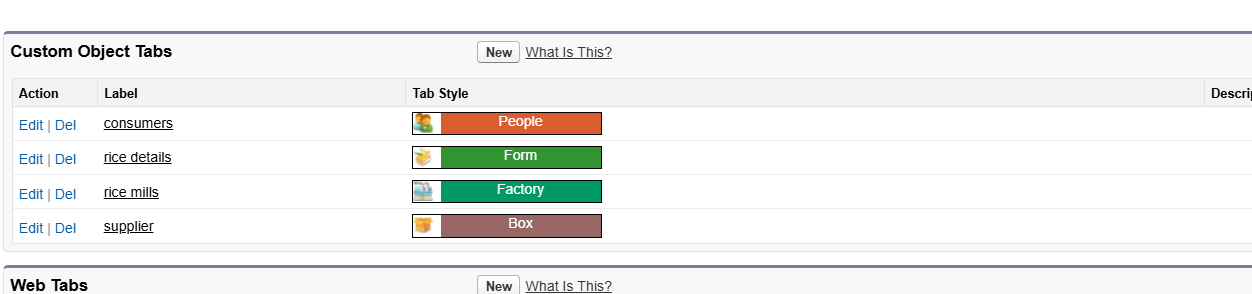 Custom Object Tabs New What Is This?
Action Label Tab Style Descrip
Edit | Del consumers People
Edit | Del rice details Form
Edit | Del rice mills Factory
Edit | Del supplier Box
Web Tabs New What Is This?